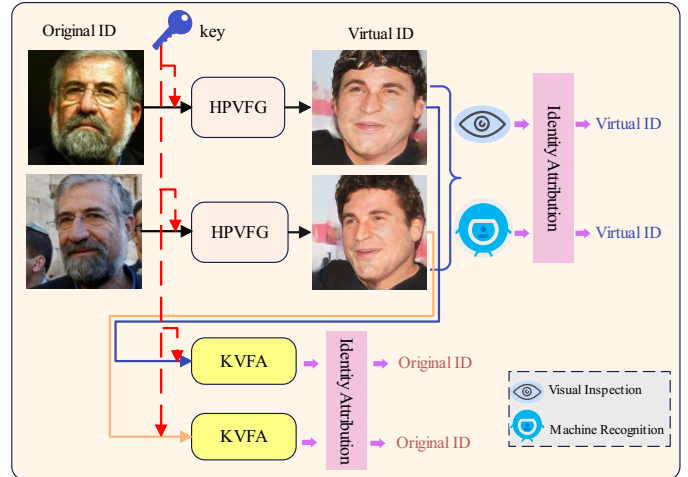 Original ID
key
Virtual ID
HPVFG
Identity Attribution
Virtual ID
HPVFG
Virtual ID
KVFA
Identity Attribution
Original ID
KVFA
Original ID
Visual Inspection
Machine Recognition